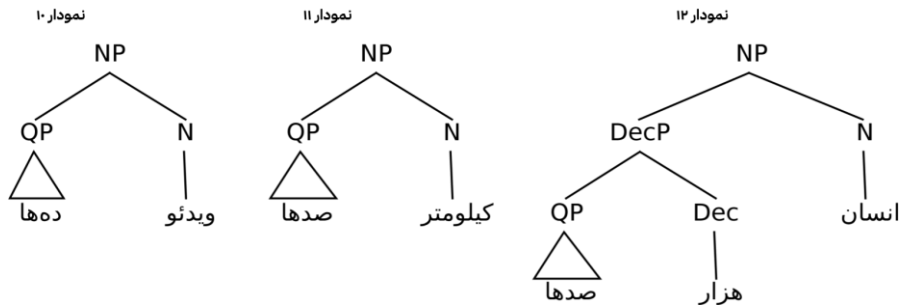 نمودار ۱۰
نمودار ۱۱
نمودار ۱۲
NP
NP
NP
QP
N
QP
N
DecP
N
ده‌ها
ویدئو
صدها
کیلومتر
QP
Dec
انسان
صدها
هزار